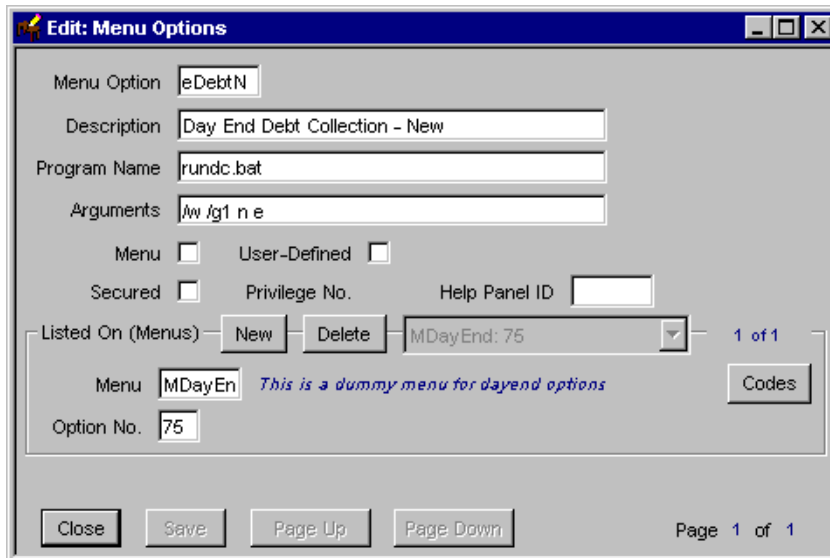 Edit: Menu Options
Menu Option eDebtN
Description Day End Debt Collection - New
Program Name rundc.bat
Arguments /w /g1 n e
Menu User-Defined
Secured Privilege No. Help Panel ID
Listed On (Menus) New Delete MDayEnd: 75 1 of 1
Menu MDayEn This is a dummy menu for dayend options Codes
Option No. 75
Close Save Page Up Page Down Page 1 of 1